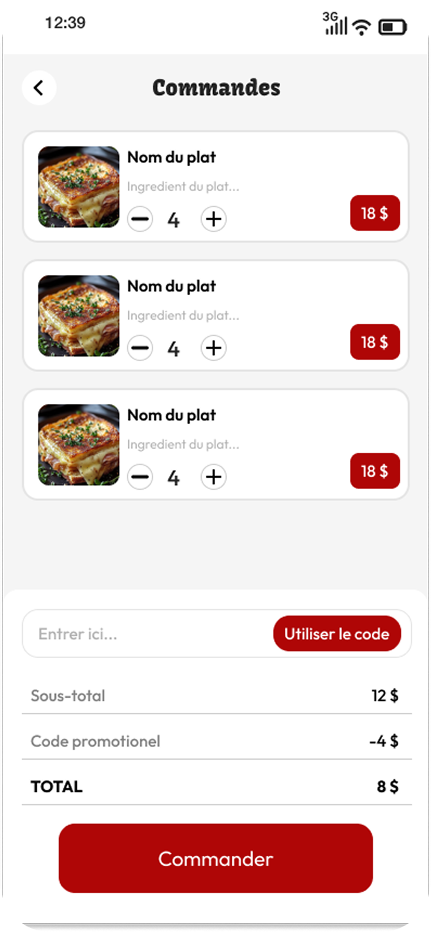 12:39 3G
Commandes
Nom du plat
Ingredient du plat...
4
18 $
Nom du plat
Ingredient du plat...
4
18 $
Nom du plat
Ingredient du plat...
4
18 $
Entrer ici... Utiliser le code
Sous-total 12 $
Code promotionel -4 $
TOTAL 8 $
Commander